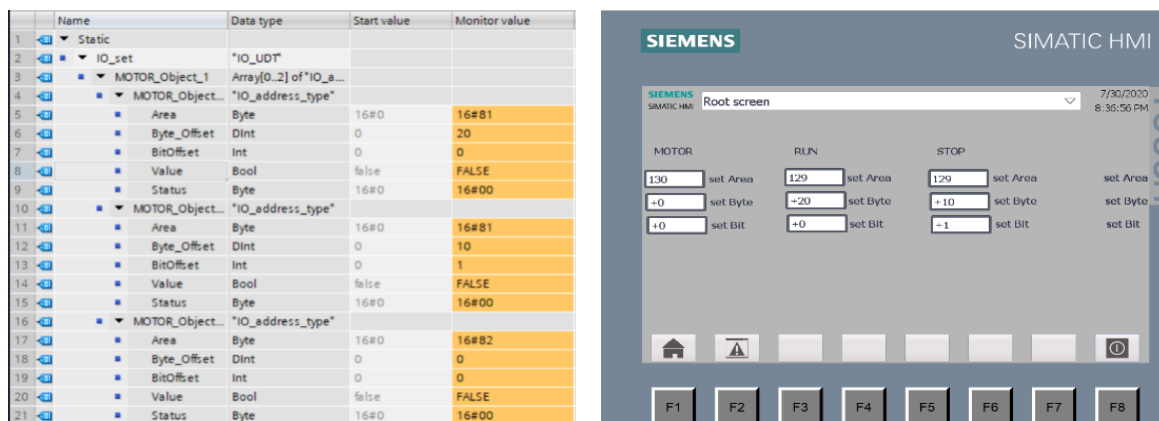 Name Data type Start value Monitor value
1 Static
2 IO_set "IO_UDT"
3 MOTOR_Object_1 Array[0..2] of "IO_a...
4 MOTOR_Object... "IO_address_type"
5 Area Byte 16#0 16#81
6 Byte_Offset DInt 0 20
7 BitOffset Int 0 0
8 Value Bool false FALSE
9 Status Byte 16#0 16#00
10 MOTOR_Object... "IO_address_type"
11 Area Byte 16#0 16#81
12 Byte_Offset DInt 0 10
13 BitOffset Int 0 1
14 Value Bool false FALSE
15 Status Byte 16#0 16#00
16 MOTOR_Object... "IO_address_type"
17 Area Byte 16#0 16#82
18 Byte_Offset DInt 0 0
19 BitOffset Int 0 0
20 Value Bool false FALSE
21 Status Byte 16#0 16#00
SIEMENS SIMATIC HMI
SIEMENS
SIMATIC HMI
Root screen
7/30/2020
8:36:56 PM
MOTOR RUN STOP
130 set Area 129 set Area 129 set Area set Area
+0 set Byte +20 set Byte +10 set Byte set Byte
+0 set Bit +0 set Bit +1 set Bit set Bit
F1 F2 F3 F4 F5 F6 F7 F8